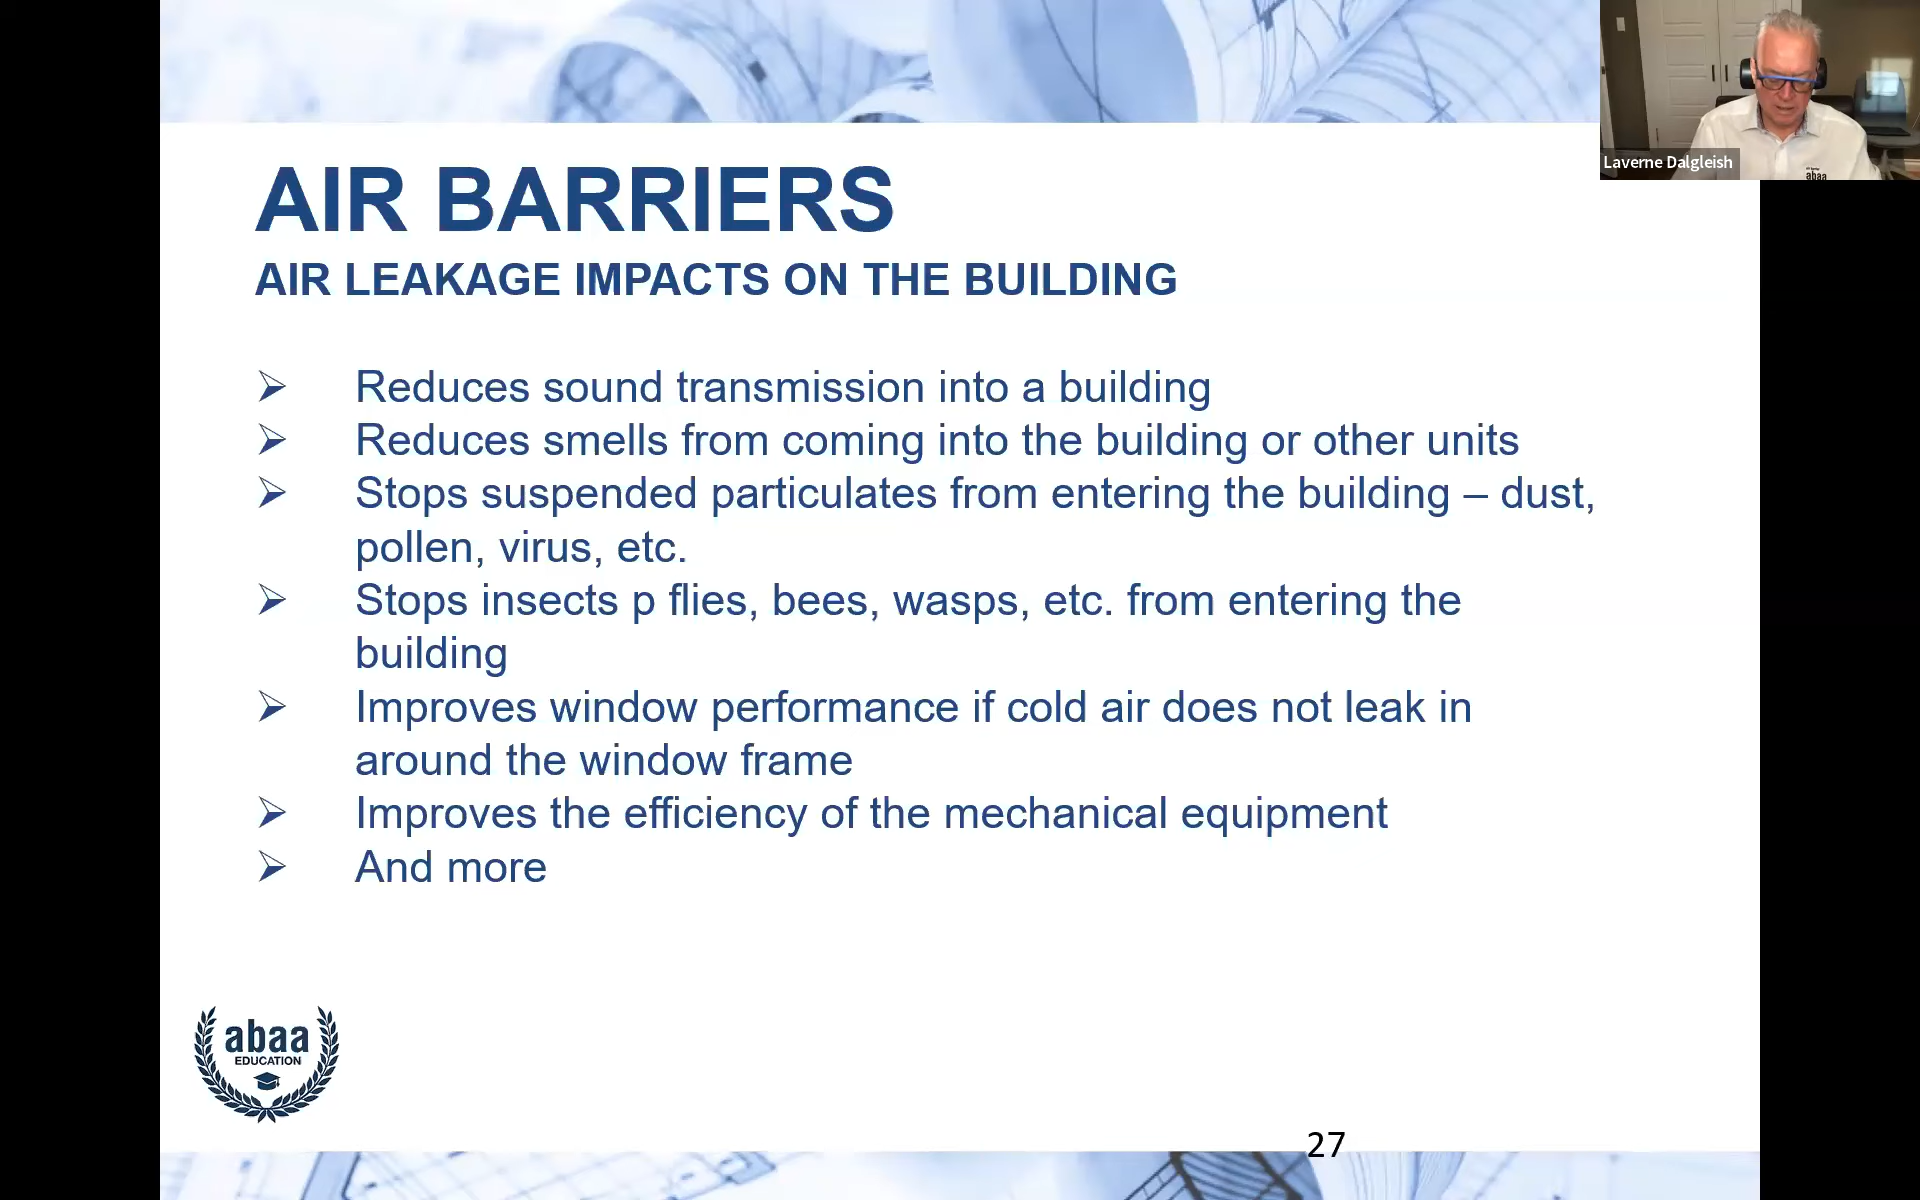 Laverne Dalgleish
abaa
AIR BARRIERS
AIR LEAKAGE IMPACTS ON THE BUILDING
➢ Reduces sound transmission into a building
➢ Reduces smells from coming into the building or other units
➢ Stops suspended particulates from entering the building – dust,
pollen, virus, etc.
➢ Stops insects p flies, bees, wasps, etc. from entering the
building
➢ Improves window performance if cold air does not leak in
around the window frame
➢ Improves the efficiency of the mechanical equipment
➢ And more
abaa
EDUCATION
27